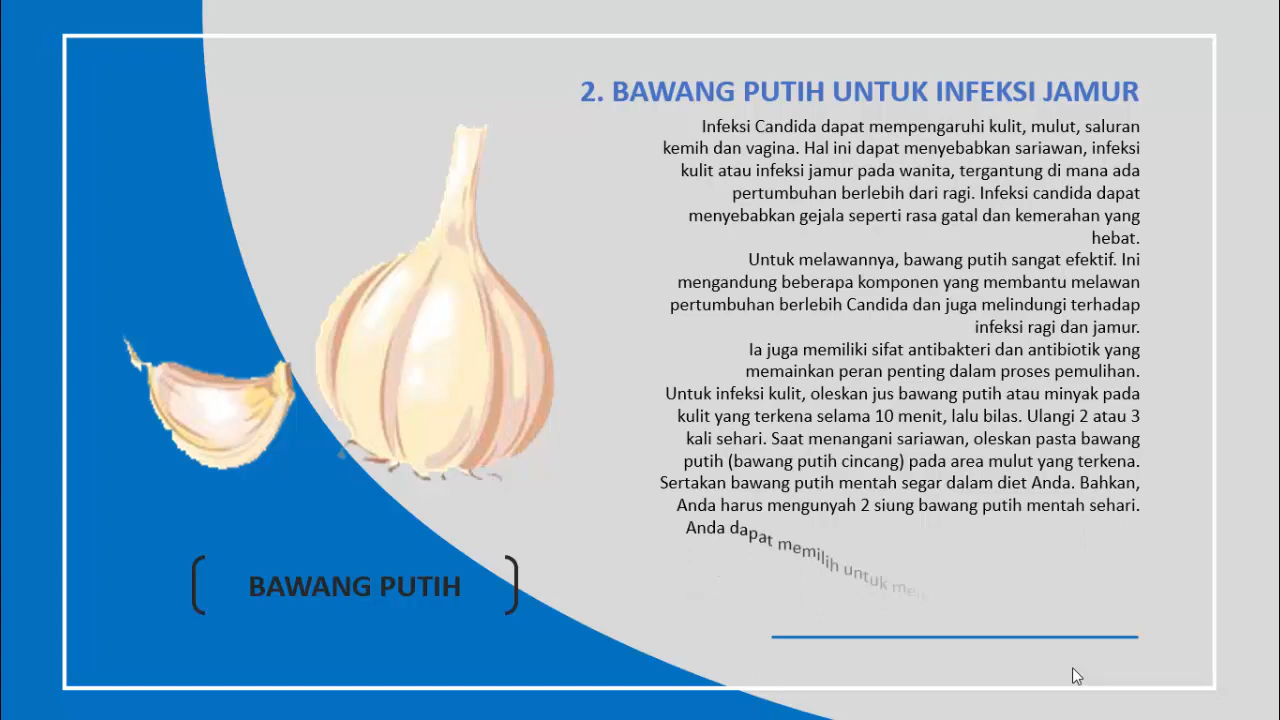 2. BAWANG PUTIH UNTUK INFEKSI JAMUR
Infeksi Candida dapat mempengaruhi kulit, mulut, saluran
kemih dan vagina. Hal ini dapat menyebabkan sariawan, infeksi
kulit atau infeksi jamur pada wanita, tergantung di mana ada
pertumbuhan berlebih dari ragi. Infeksi candida dapat
menyebabkan gejala seperti rasa gatal dan kemerahan yang
hebat.
Untuk melawannya, bawang putih sangat efektif. Ini
mengandung beberapa komponen yang membantu melawan
pertumbuhan berlebih Candida dan juga melindungi terhadap
infeksi ragi dan jamur.
Ia juga memiliki sifat antibakteri dan antibiotik yang
memainkan peran penting dalam proses pemulihan.
Untuk infeksi kulit, oleskan jus bawang putih atau minyak pada
kulit yang terkena selama 10 menit, lalu bilas. Ulangi 2 atau 3
kali sehari. Saat menangani sariawan, oleskan pasta bawang
putih (bawang putih cincang) pada area mulut yang terkena.
Sertakan bawang putih mentah segar dalam diet Anda. Bahkan,
Anda harus mengunyah 2 siung bawang putih mentah sehari.
Anda dapat memilih untuk
BAWANG PUTIH